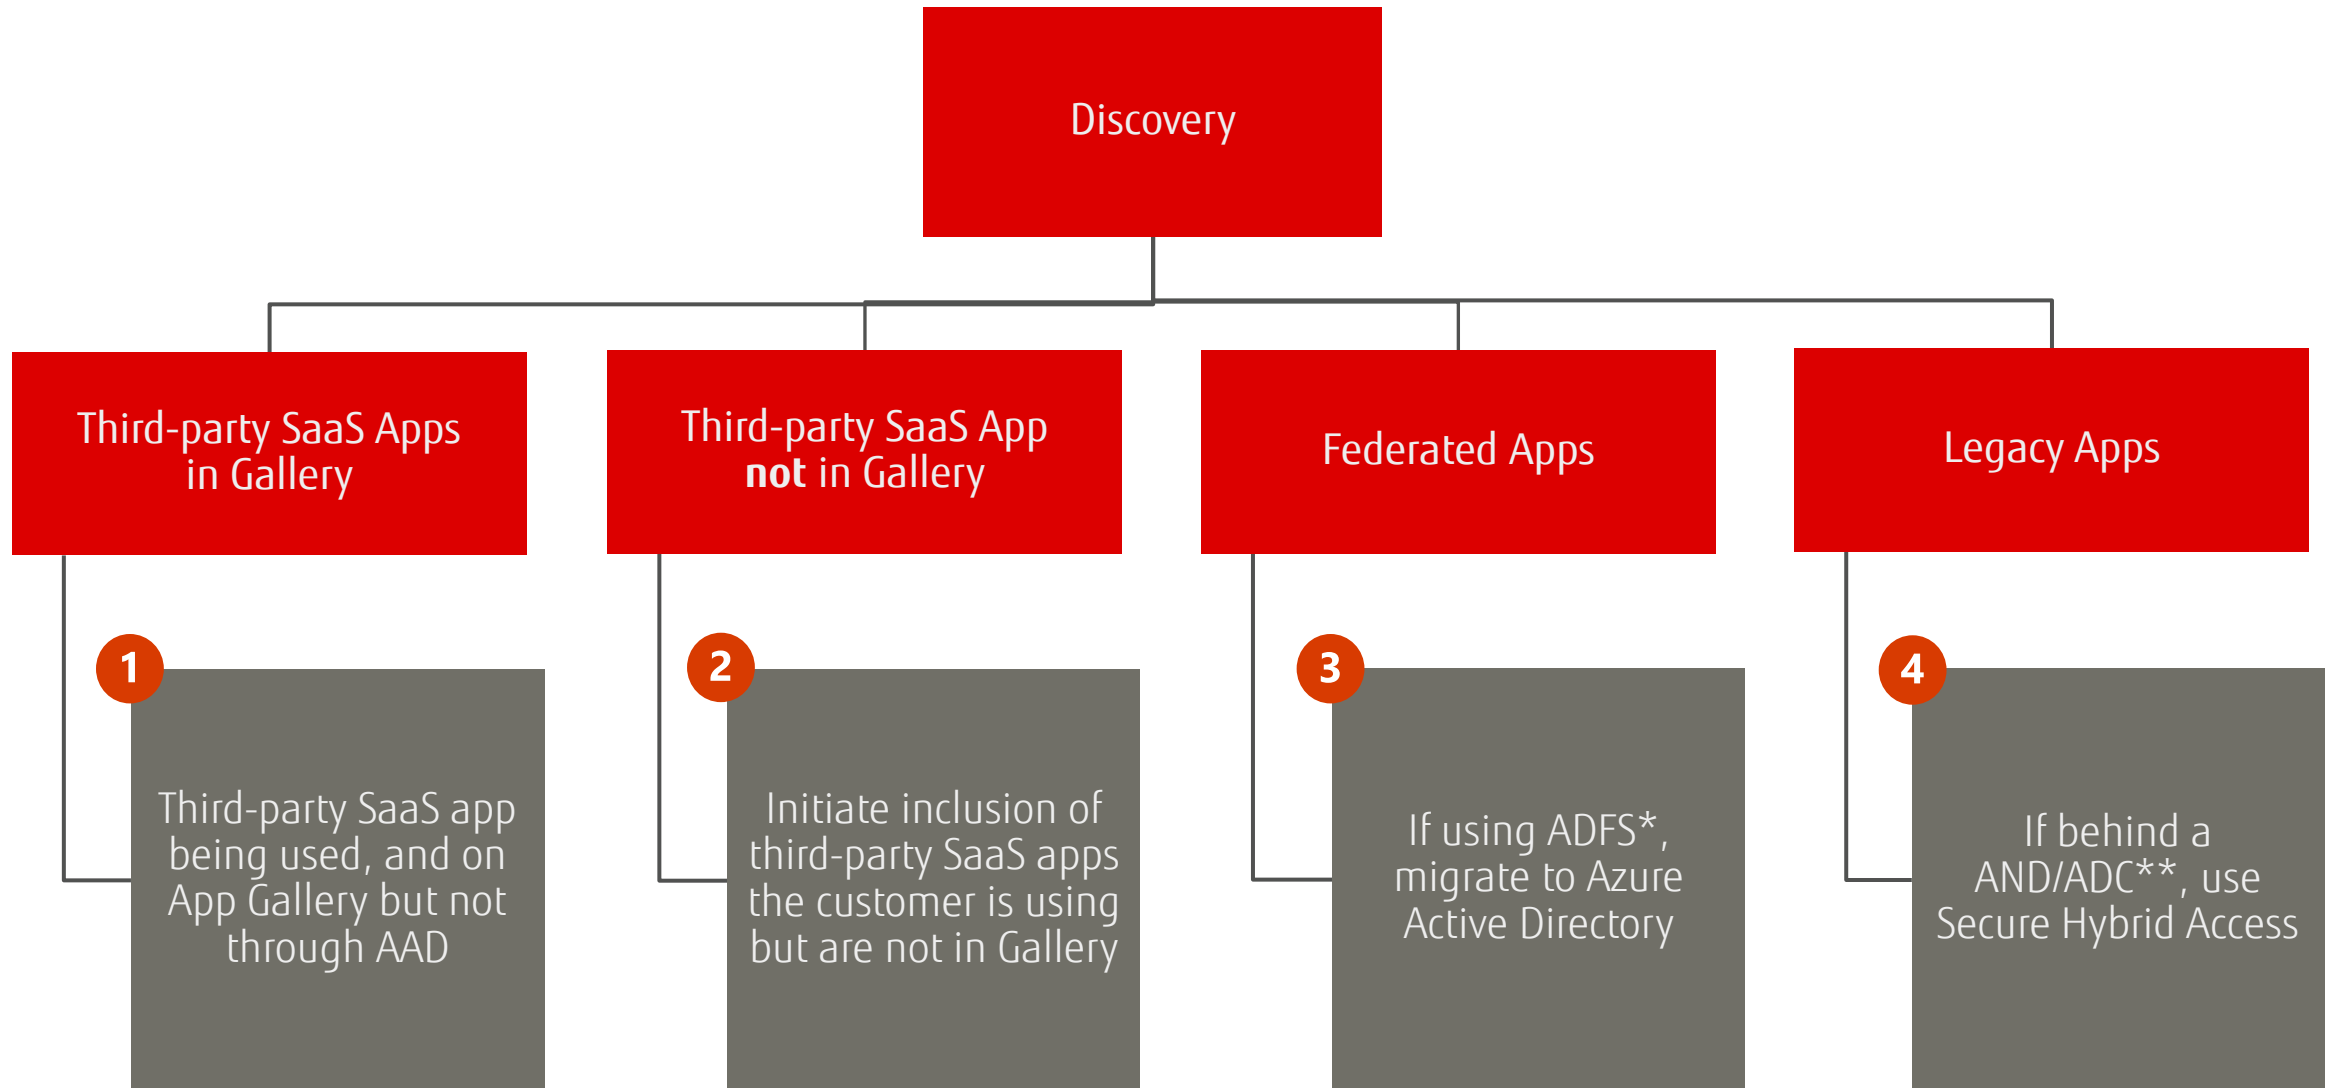 Discovery
Third-party SaaS Apps
in Gallery
Third-party SaaS App
not in Gallery
Federated Apps
Legacy Apps
1
Third-party SaaS app
being used, and on
App Gallery but not
through AAD
2
Initiate inclusion of
third-party SaaS apps
the customer is using
but are not in Gallery
3
If using ADFS*,
migrate to Azure
Active Directory
4
If behind a
AND/ADC**, use
Secure Hybrid Access